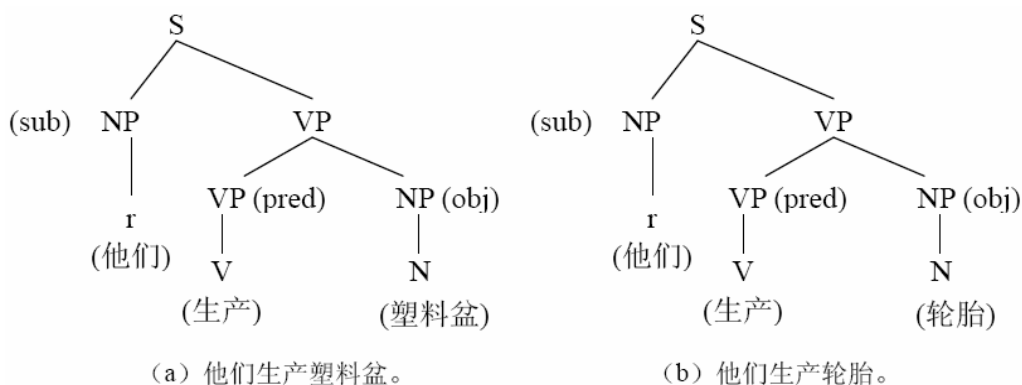 S
(sub) NP VP
VP (pred) NP (obj)
r
(他们)
V N
(生产) (塑料盆)
(a) 他们生产塑料盆。
S
(sub) NP VP
VP (pred) NP (obj)
r
(他们)
V N
(生产) (轮胎)
(b) 他们生产轮胎。